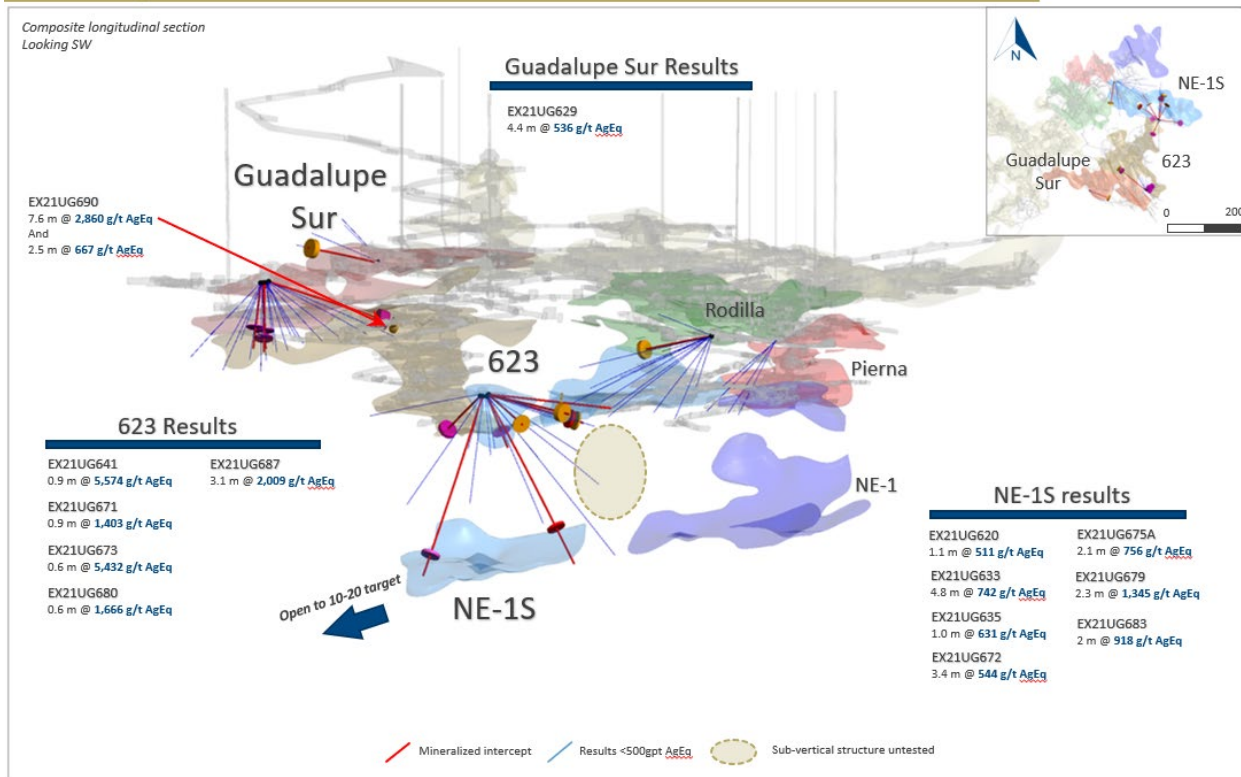 Composite longitudinal section
Looking SW
Guadalupe Sur Results
EX21UG629
4.4 m @ 536 g/t AgEq
N
NE-1S
623
Guadalupe
Sur
0
200
Guadalupe
Sur
EX21UG690
7.6 m @ 2,860 g/t AgEq
And
2.5 m @ 667 g/t AgEq
Rodilla
623
Pierna
623 Results
EX21UG641
0.9 m @ 5,574 g/t AgEq
EX21UG671
0.9 m @ 1,403 g/t AgEq
EX21UG673
0.6 m @ 5,432 g/t AgEq
EX21UG680
0.6 m @ 1,666 g/t AgEq
EX21UG687
3.1 m @ 2,009 g/t AgEq
NE-1
NE-1S results
EX21UG620
1.1 m @ 511 g/t AgEq
EX21UG633
4.8 m @ 742 g/t AgEq
EX21UG635
1.0 m @ 631 g/t AgEq
EX21UG672
3.4 m @ 544 g/t AgEq
EX21UG675A
2.1 m @ 756 g/t AgEq
EX21UG679
2.3 m @ 1,345 g/t AgEq
EX21UG683
2 m @ 918 g/t AgEq
Open to 10-20 target
NE-1S
Mineralized intercept
Results <500gpt AgEq
Sub-vertical structure untested